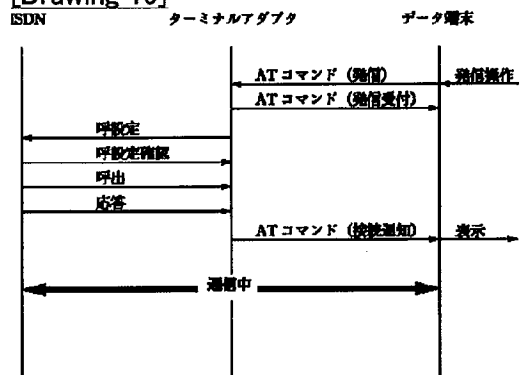 [Drawing 10]
ISDN ターミナルアダプタ データ端末
ATコマンド (発信) 発信操作
ATコマンド (発信受付)
呼設定
呼設定確認
呼出
応答
ATコマンド (接続通知) 表示
通信中